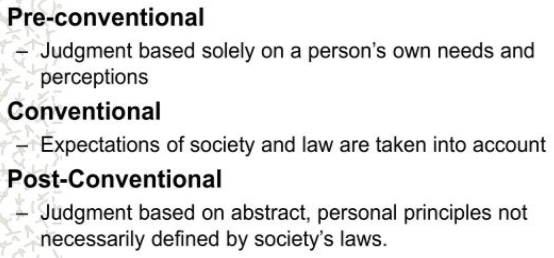 Pre-conventional
– Judgment based solely on a person's own needs and
perceptions
Conventional
– Expectations of society and law are taken into account
Post-Conventional
– Judgment based on abstract, personal principles not
necessarily defined by society's laws.